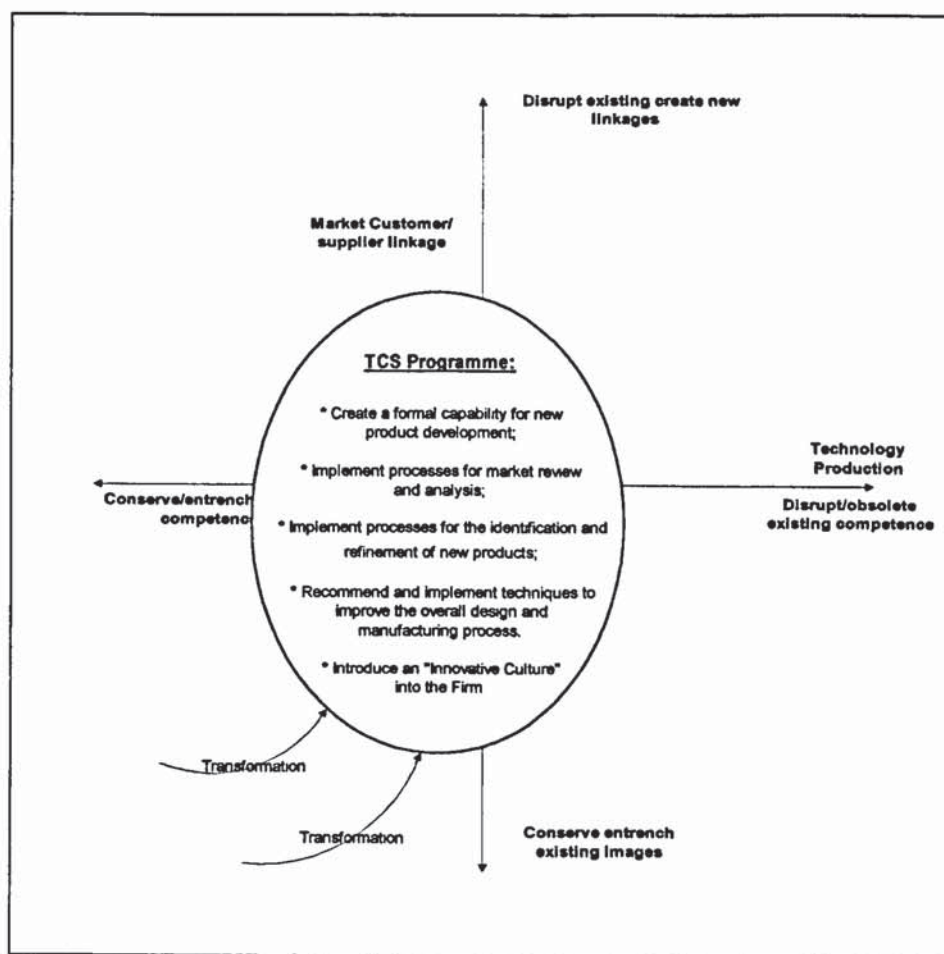 Disrupt existing create new
linkages
Market Customer/
supplier linkage
TCS Programme:
* Create a formal capability for new
product development;
* Implement processes for market review
and analysis;
* Implement processes for the identification and
refinement of new products;
* Recommend and implement techniques to
improve the overall design and
manufacturing process.
* Introduce an "Innovative Culture"
into the Firm
Technology
Production
Disrupt/obsolete
existing competence
Conserve/entrench
competenc
Transformation
Transformation
Conserve entrench
existing images